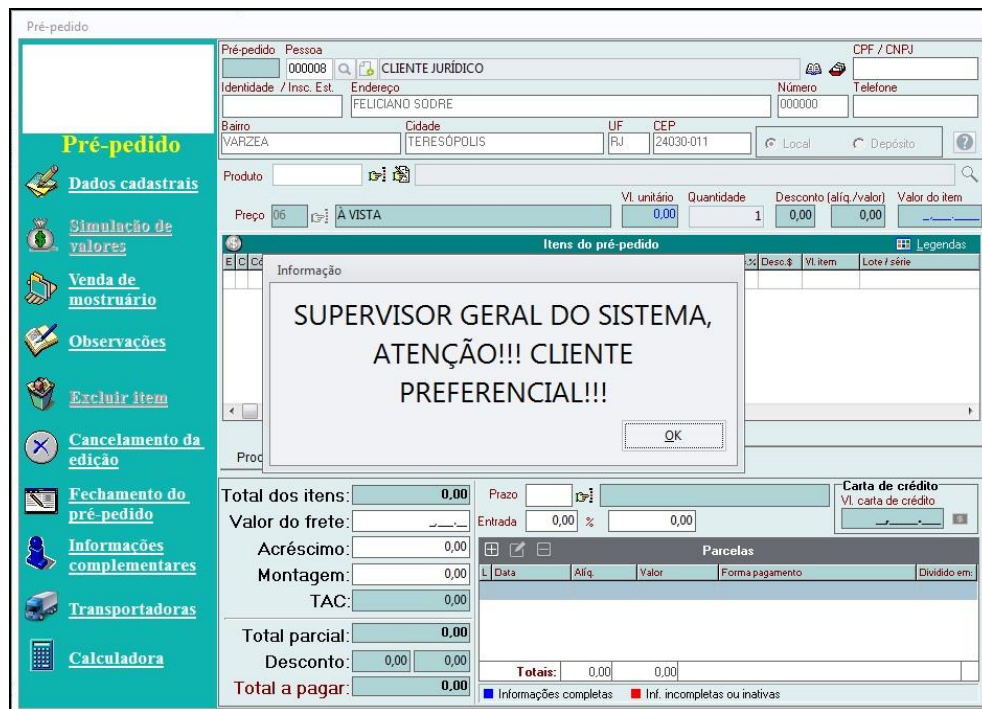 Pré-pedido
Pré-pedido Pessoa CPF / CNPJ
000008 CLIENTE JURÍDICO
Identidade / Insc. Est. Endereço Número Telefone
FELICIANO SODRE 000000
Bairro Cidade UF CEP
VARZEA TERESÓPOLIS RJ 24030-011 Local Depósito
Pré-pedido
Dados cadastrais
Simulação de
valores
Venda de
mostruário
Observações
Excluir item
Cancelamento da
edição
Fechamento do
pré-pedido
Informações
complementares
Transportadoras
Calculadora
Produto
Vl. unitário Quantidade Desconto (alíq./valor) Valor do item
Preço 06 À VISTA 0,00 1 0,00 0,00
Itens do pré-pedido Legendas
E C Desc.$ Vl. item Lote / série
Informação
SUPERVISOR GERAL DO SISTEMA,
ATENÇÃO!!! CLIENTE
PREFERENCIAL!!!
OK
Total dos itens: 0,00
Valor do frete:
Acréscimo: 0,00
Montagem: 0,00
TAC: 0,00
Total parcial: 0,00
Desconto: 0,00 0,00
Total a pagar: 0,00
Prazo
Entrada 0,00 % 0,00
Carta de crédito
Vl. carta de crédito
Parcelas
L Data Alíq. Valor Forma pagamento Dividido em:
Totais: 0,00 0,00
Informações completas Inf. incompletas ou inativas